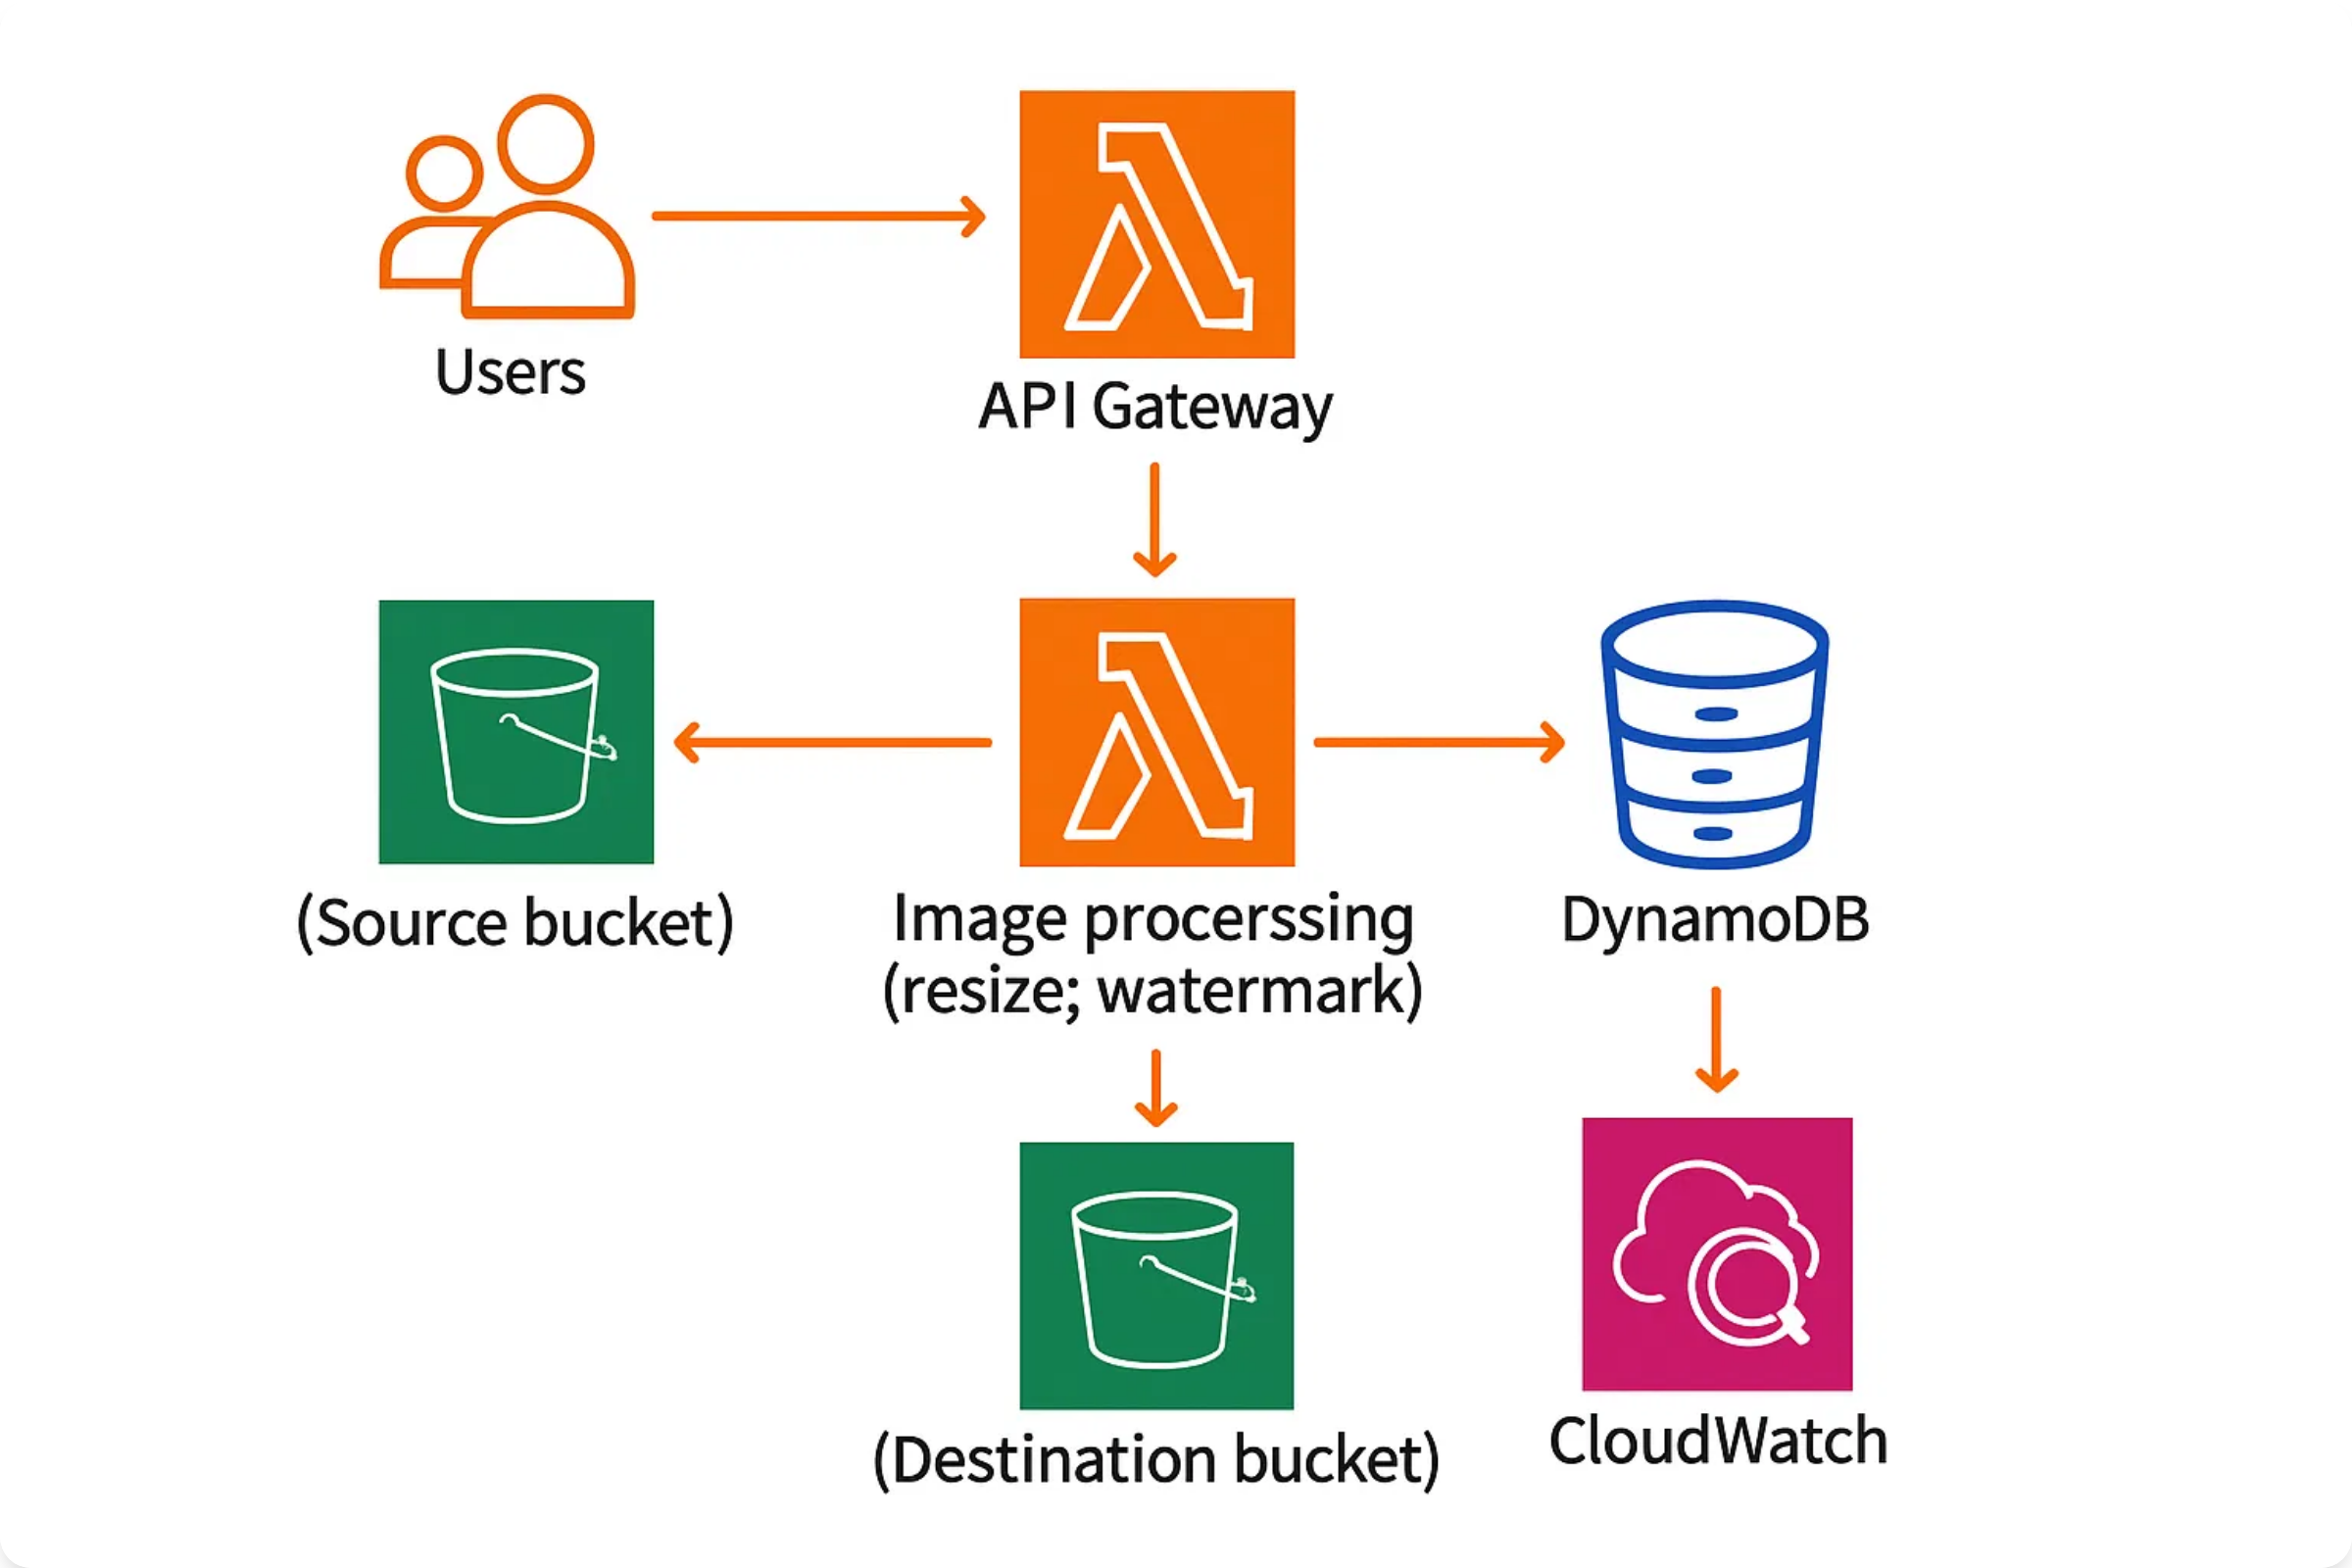 Users
API Gateway
(Source bucket)
Image procerssing
(resize; watermark)
DynamoDB
(Destination bucket)
CloudWatch